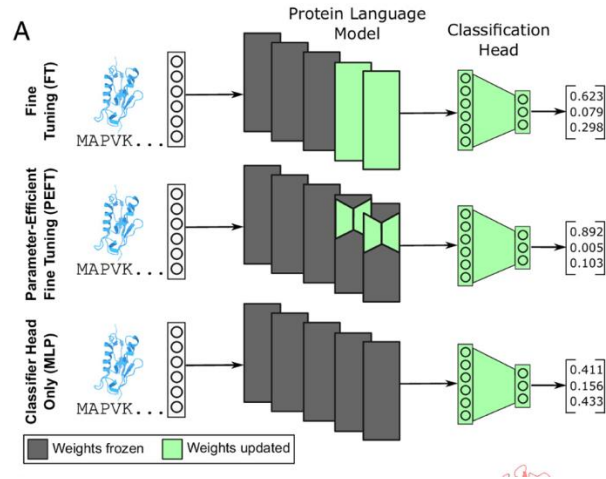 A
Protein Language
Model
Classification
Head
Fine
Tuning (FT)
MAPVK...
0.623
0.079
0.298
Parameter-Efficient
Fine Tuning (PEFT)
MAPVK...
0.892
0.005
0.103
Classifier Head
Only (MLP)
MAPVK...
0.411
0.156
0.433
Weights frozen
Weights updated